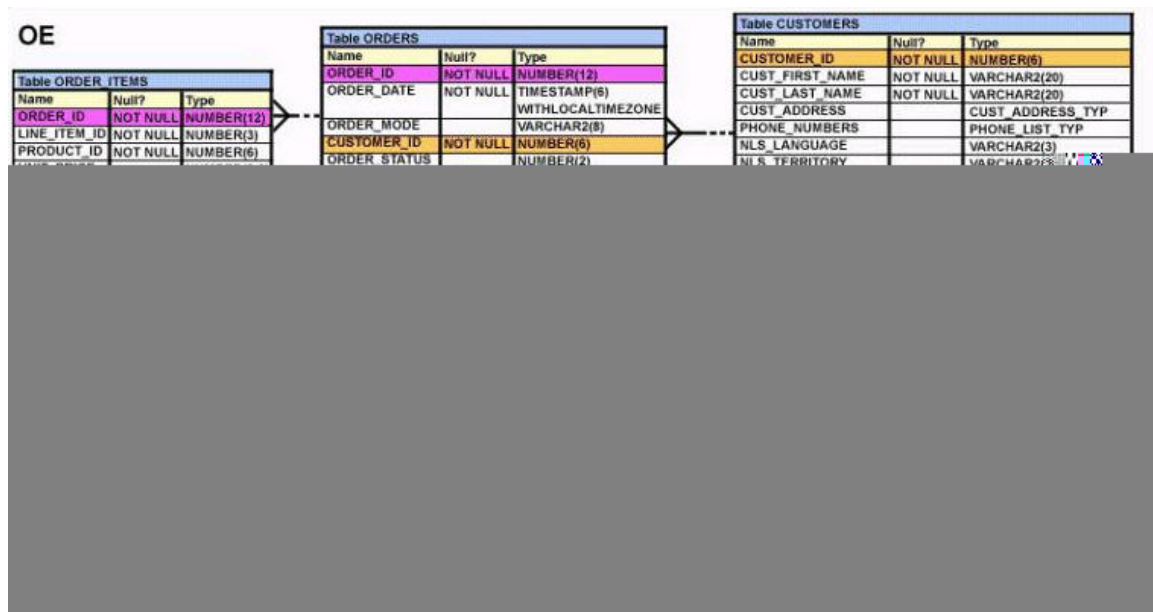 OE
Table ORDER_ITEMS
Name Null? Type
ORDER_ID NOT NULL NUMBER(12)
LINE_ITEM_ID NOT NULL NUMBER(3)
PRODUCT_ID NOT NULL NUMBER(6)
Table ORDERS
Name Null? Type
ORDER_ID NOT NULL NUMBER(12)
ORDER_DATE NOT NULL TIMESTAMP(6)
WITHLOCALTIMEZONE
ORDER_MODE VARCHAR2(8)
CUSTOMER_ID NOT NULL NUMBER(6)
ORDER_STATUS NUMBER(2)
Table CUSTOMERS
Name Null? Type
CUSTOMER_ID NOT NULL NUMBER(6)
CUST_FIRST_NAME NOT NULL VARCHAR2(20)
CUST_LAST_NAME NOT NULL VARCHAR2(20)
CUST_ADDRESS CUST_ADDRESS_TYP
PHONE_NUMBERS PHONE_LIST_TYP
NLS_LANGUAGE VARCHAR2(3)
NLS_TERRITORY